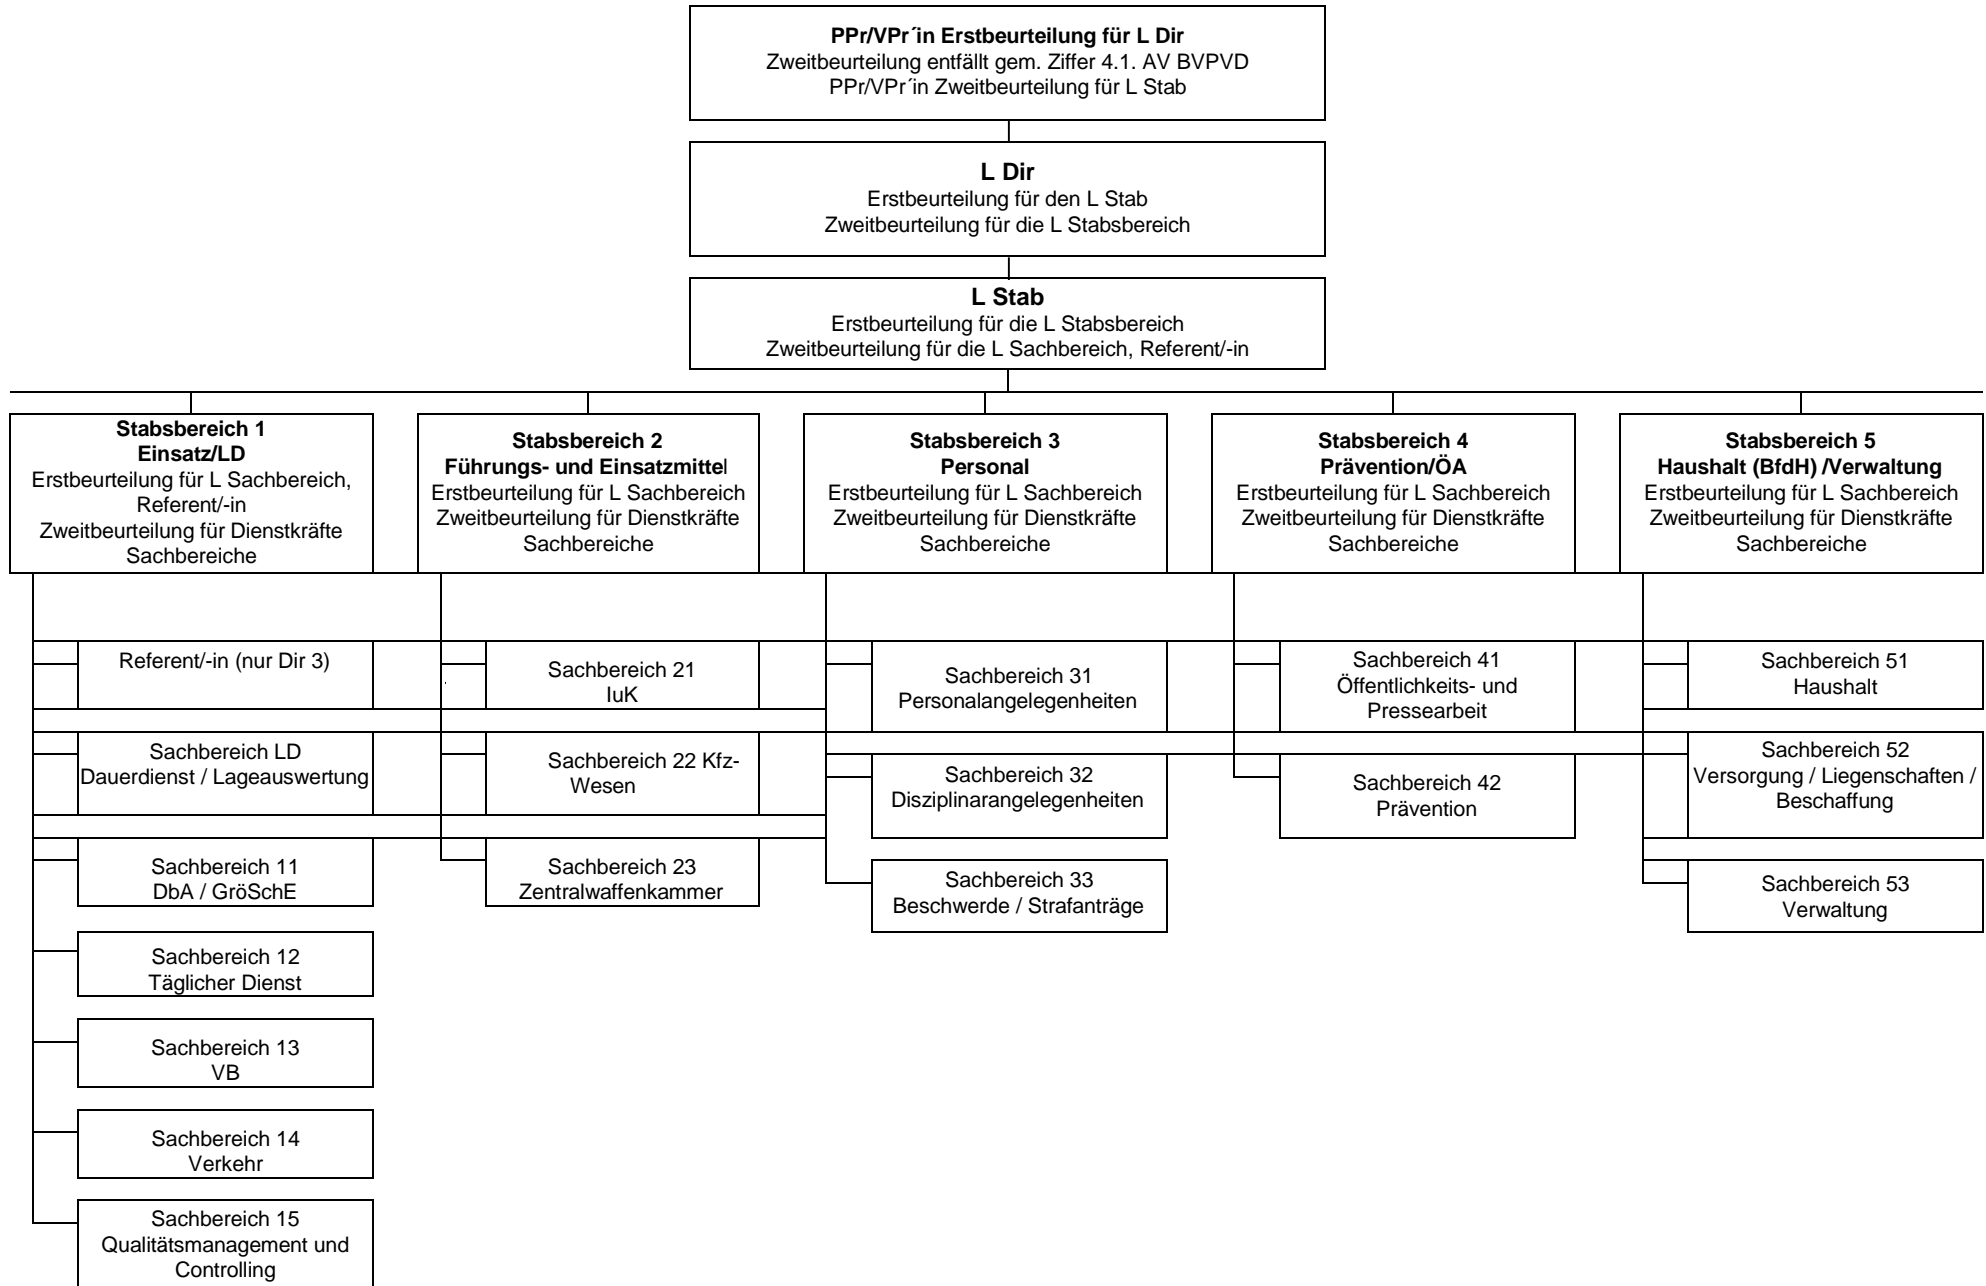 PPr/VPr´in Erstbeurteilung für L Dir
Zweitbeurteilung entfällt gem. Ziffer 4.1. AV BVPVD
PPr/VPr´in Zweitbeurteilung für L Stab
L Dir
Erstbeurteilung für den L Stab
Zweitbeurteilung für die L Stabsbereich
L Stab
Erstbeurteilung für die L Stabsbereich
Zweitbeurteilung für die L Sachbereich, Referent/-in
Stabsbereich 1
Einsatz/LD
Erstbeurteilung für L Sachbereich,
Referent/-in
Zweitbeurteilung für Dienstkräfte
Sachbereiche
Stabsbereich 2
Führungs- und Einsatzmittel
Erstbeurteilung für L Sachbereich
Zweitbeurteilung für Dienstkräfte
Sachbereiche
Stabsbereich 3
Personal
Erstbeurteilung für L Sachbereich
Zweitbeurteilung für Dienstkräfte
Sachbereiche
Stabsbereich 4
Prävention/ÖA
Erstbeurteilung für L Sachbereich
Zweitbeurteilung für Dienstkräfte
Sachbereiche
Stabsbereich 5
Haushalt (BfdH) /Verwaltung
Erstbeurteilung für L Sachbereich
Zweitbeurteilung für Dienstkräfte
Sachbereiche
Referent/-in (nur Dir 3)
Sachbereich LD
Dauerdienst / Lageauswertung
Sachbereich 11
DbA / GröSchE
Sachbereich 12
Täglicher Dienst
Sachbereich 13
VB
Sachbereich 14
Verkehr
Sachbereich 15
Qualitätsmanagement und
Controlling
Sachbereich 21
IuK
Sachbereich 22 Kfz-
Wesen
Sachbereich 23
Zentralwaffenkammer
Sachbereich 31
Personalangelegenheiten
Sachbereich 32
Disziplinarangelegenheiten
Sachbereich 33
Beschwerde / Strafanträge
Sachbereich 41
Öffentlichkeits- und
Pressearbeit
Sachbereich 42
Prävention
Sachbereich 51
Haushalt
Sachbereich 52
Versorgung / Liegenschaften /
Beschaffung
Sachbereich 53
Verwaltung